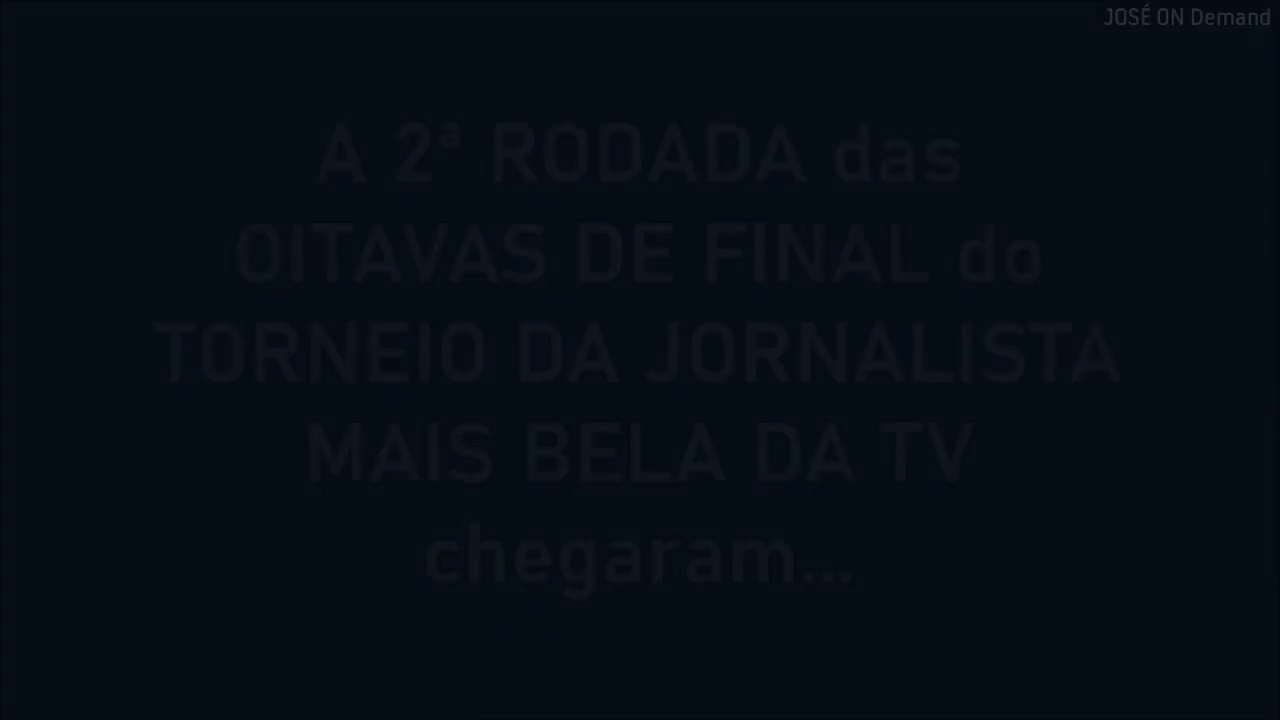 JOSÉ ON Demand
A 2ª RODADA das
OITAVAS DE FINAL do
TORNEIO DA JORNALISTA
MAIS BELA DA TV
chegaram...